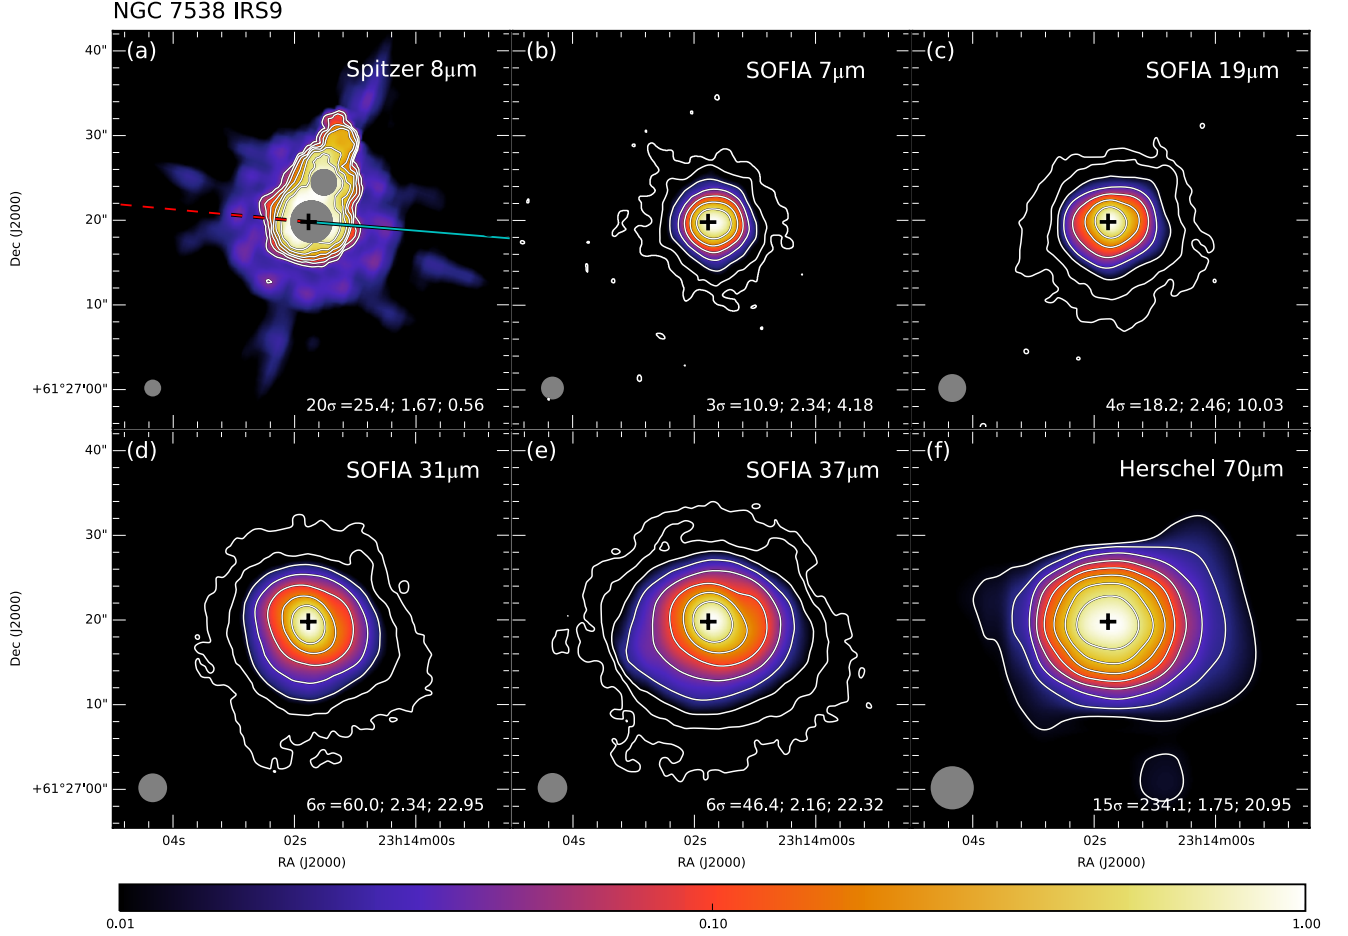 NGC 7538 IRS9
(a)
Spitzer 8μm
20σ=25.4; 1.67; 0.56
(b)
SOFIA 7μm
3σ=10.9; 2.34; 4.18
(c)
SOFIA 19μm
4σ=18.2; 2.46; 10.03
40"
30"
20"
10"
+61°27'00"
Dec (J2000)
(d)
SOFIA 31μm
6σ=60.0; 2.34; 22.95
(e)
SOFIA 37μm
6σ=46.4; 2.16; 22.32
(f)
Herschel 70μm
15σ=234.1; 1.75; 20.95
40"
30"
20"
10"
+61°27'00"
Dec (J2000)
04s 02s 23h14m00s 04s 02s 23h14m00s 04s 02s 23h14m00s
RA (J2000) RA (J2000) RA (J2000)
0.01 0.10 1.00